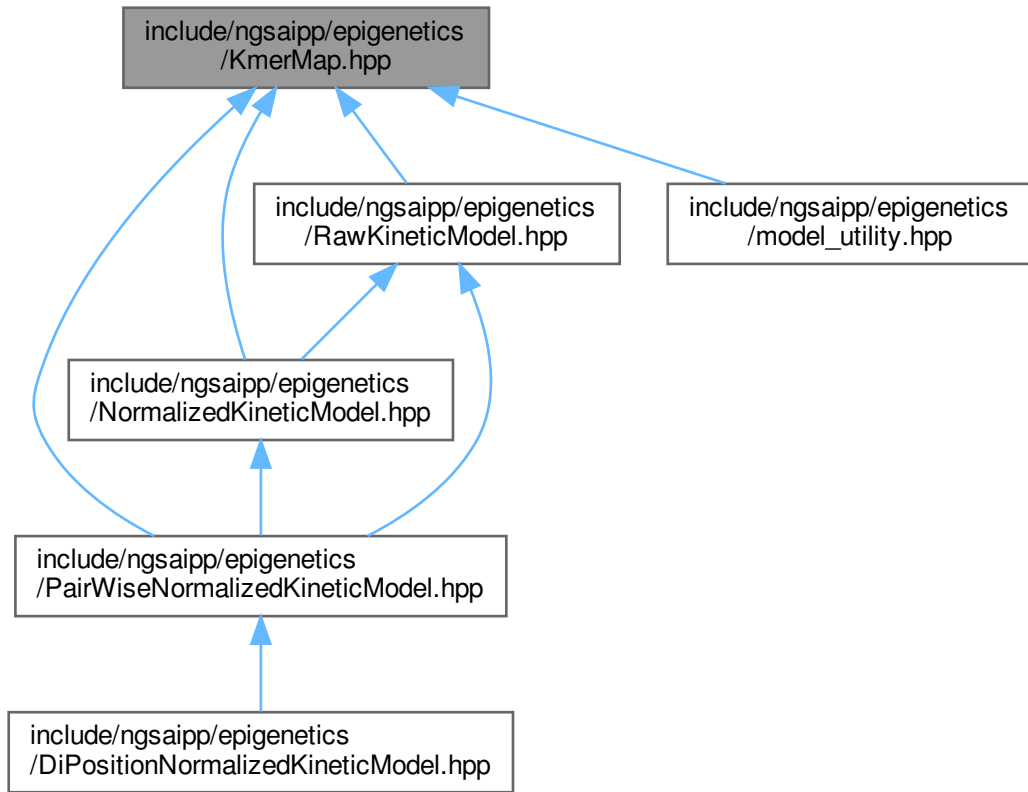 include/ngsaipp/epigenetics
/KmerMap.hpp
include/ngsaipp/epigenetics
/RawKineticModel.hpp
include/ngsaipp/epigenetics
/model_utility.hpp
include/ngsaipp/epigenetics
/NormalizedKineticModel.hpp
include/ngsaipp/epigenetics
/PairWiseNormalizedKineticModel.hpp
include/ngsaipp/epigenetics
/DiPositionNormalizedKineticModel.hpp